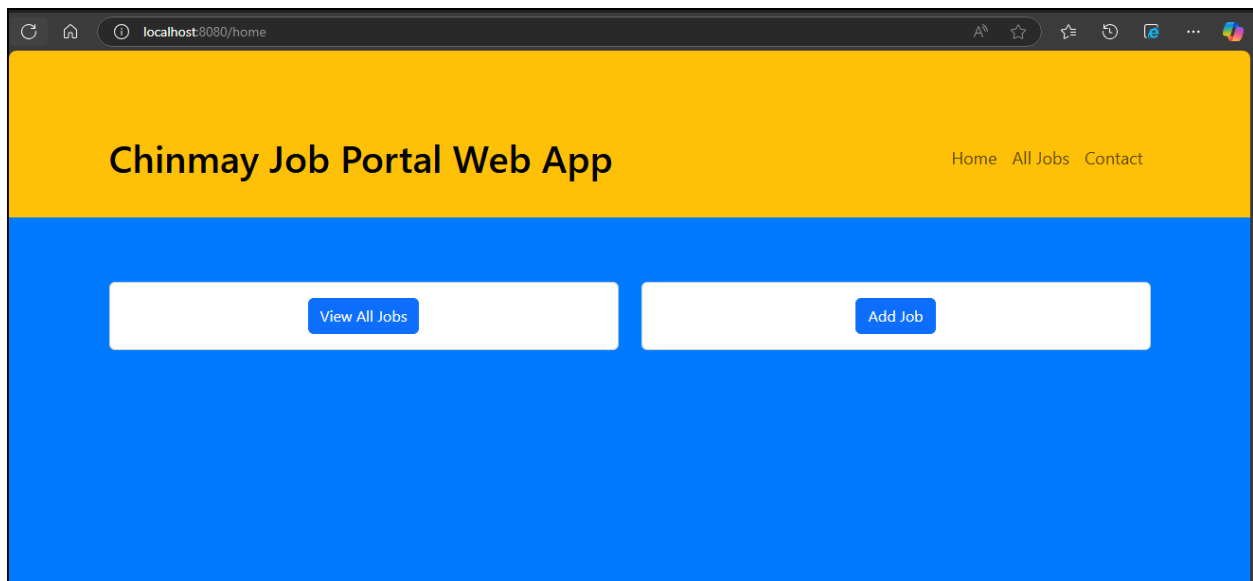 localhost:8080/home
Chinmay Job Portal Web App
Home All Jobs Contact
View All Jobs
Add Job